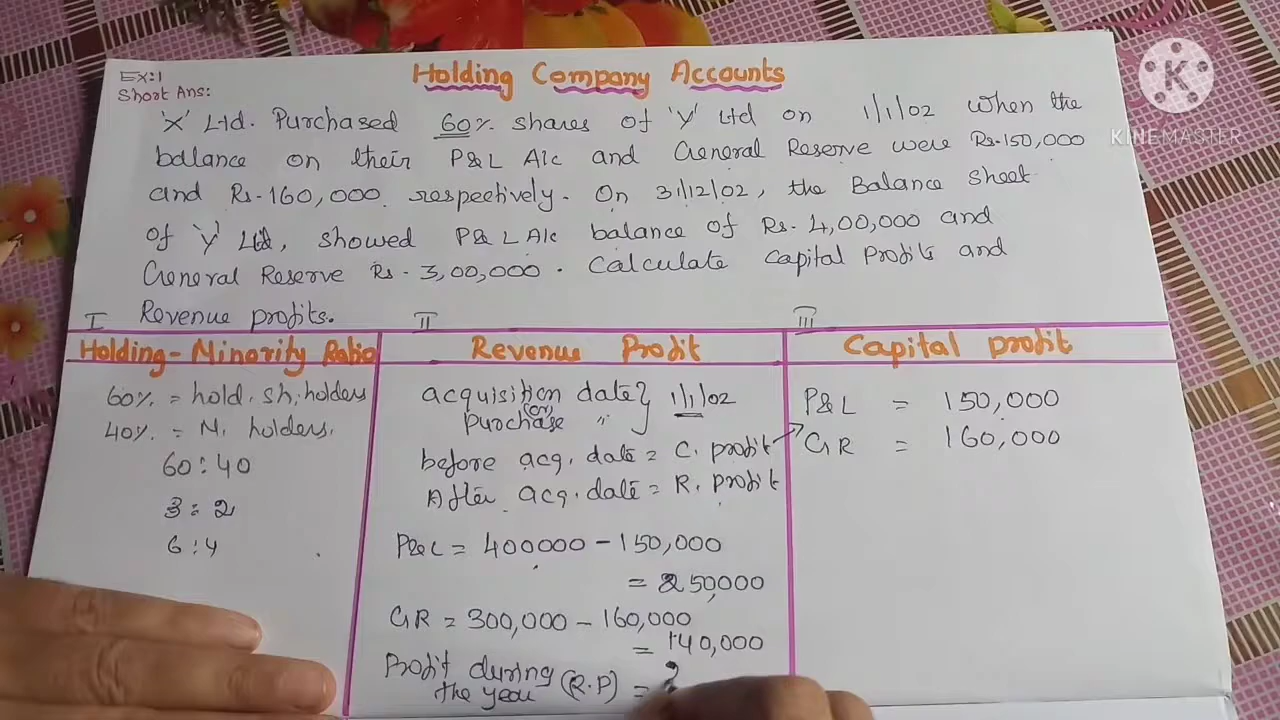 Ex:1
Short Ans:
Holding Company Accounts
'X' Ltd. Purchased 60% shares of 'Y' Ltd on 1/1/02 when the
balance on their P&L A/c and General Reserve were Rs.150,000
and Rs.160,000 respectively. On 31/12/02, the Balance Sheet
of 'Y' Ltd, showed P&L A/c balance of Rs. 4,00,000 and
General Reserve Rs. 3,00,000. Calculate Capital Profits and
Revenue profits.
I
Holding-Minority Ratio
60% = hold. sh; holders
40% = M. holders.
60:40
3:2
6:4
II
Revenue Profit
acquisition date} 1/1/02
(or)
Purchase "
before acq. date = C. profit
After acq. date = R. profit
P&L = 400000 - 150,000
= 250,000
GR = 300,000 - 160,000
= 140,000
Profit during
the year (R.P) =
III
Capital profit
P&L = 150,000
GR = 160,000
K
KINEMASTER